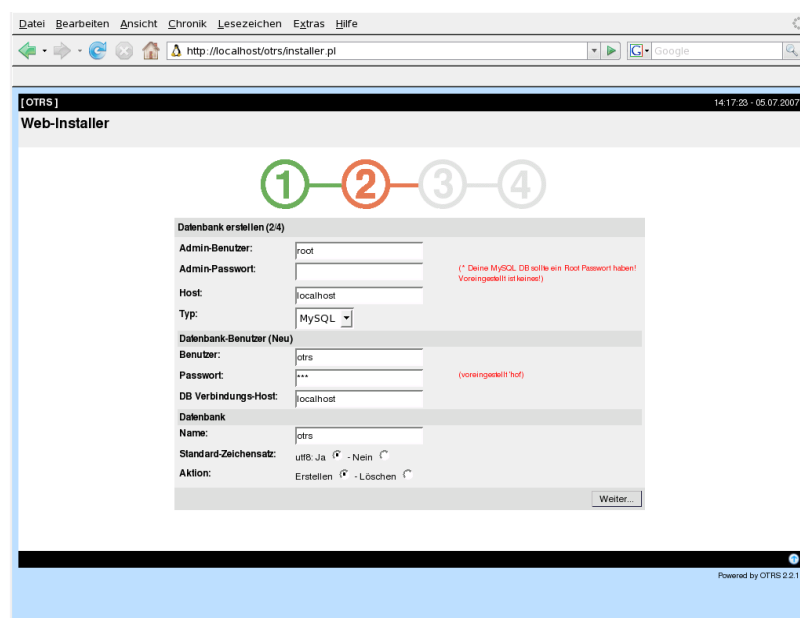 Datei Bearbeiten Ansicht Chronik Lesezeichen Extras Hilfe
http://localhost/otrs/installer.pl
G Google
[ OTRS ]
14:17:23 - 05.07.2007
Web-Installer
1 2 3 4
Datenbank erstellen (2/4)
Admin-Benutzer: root
Admin-Passwort: (* Deine MySQL DB sollte ein Root Passwort haben!
Voreingestellt ist keines!)
Host: localhost
Typ: MySQL
Datenbank-Benutzer (Neu)
Benutzer: otrs
Passwort: *** (voreingestellt 'hot')
DB Verbindungs-Host: localhost
Datenbank
Name: otrs
Standard-Zeichensatz: utf8: Ja - Nein
Aktion: Erstellen - Löschen
Weiter...
Powered by OTRS 2.2.1